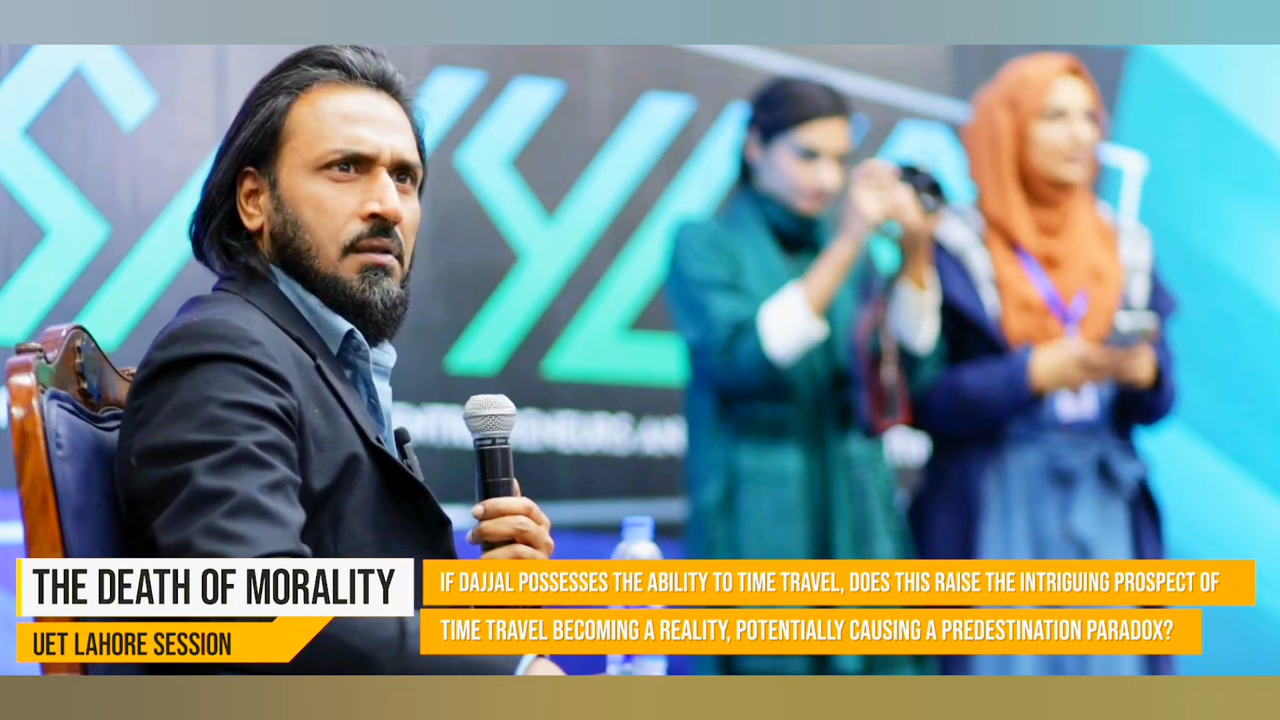 THE DEATH OF MORALITY
UET LAHORE SESSION
IF DAJJAL POSSESSES THE ABILITY TO TIME TRAVEL, DOES THIS RAISE THE INTRIGUING PROSPECT OF
TIME TRAVEL BECOMING A REALITY, POTENTIALLY CAUSING A PREDESTINATION PARADOX?